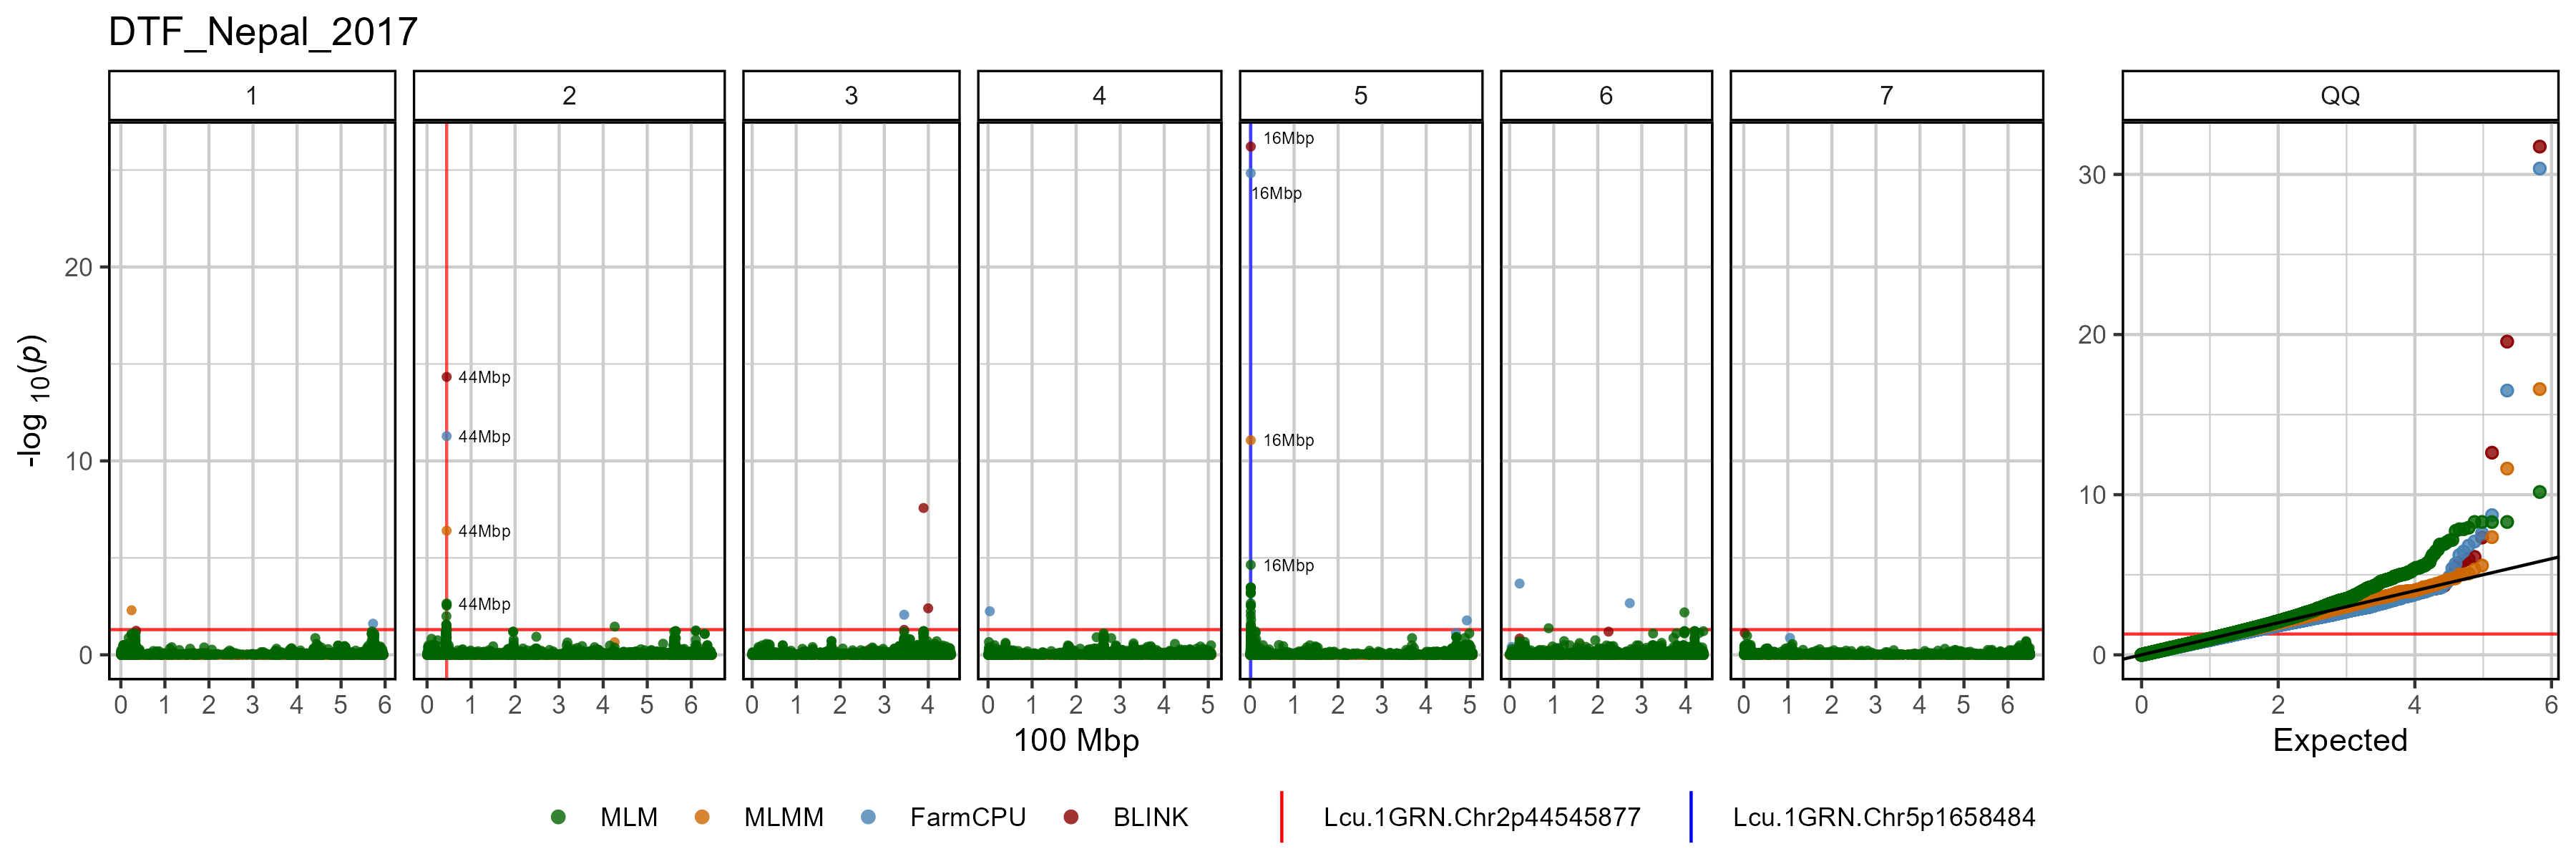 DTF_Nepal_2017
1 2 3 4 5 6 7 QQ
16Mbp
16Mbp
44Mbp
44Mbp 16Mbp
44Mbp
16Mbp
44Mbp
20
10
0
30
20
10
0
-log 10(p)
0 1 2 3 4 5 6 0 1 2 3 4 5 6 0 1 2 3 4 0 1 2 3 4 5 0 1 2 3 4 5 0 1 2 3 4 0 1 2 3 4 5 6 0 2 4 6
100 Mbp Expected
MLM MLMM FarmCPU BLINK Lcu.1GRN.Chr2p44545877 Lcu.1GRN.Chr5p1658484